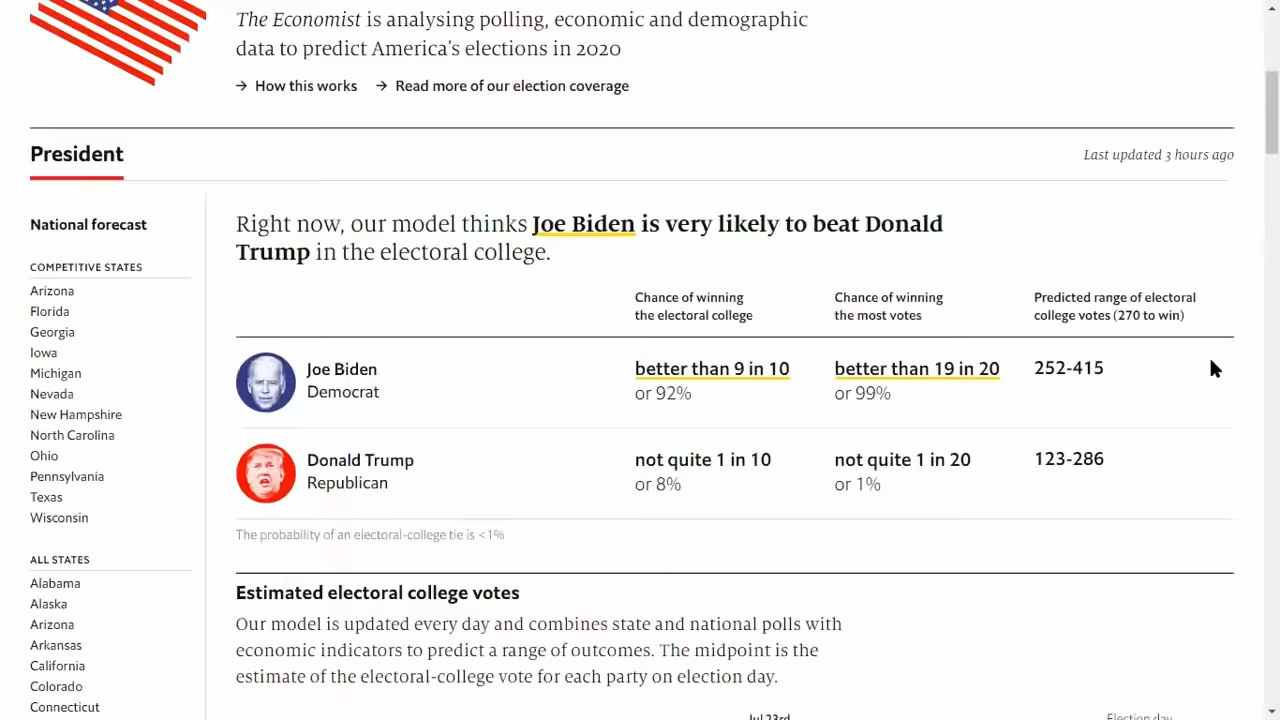 The Economist is analysing polling, economic and demographic
data to predict America's elections in 2020
→ How this works → Read more of our election coverage
President
Last updated 3 hours ago
National forecast
COMPETITIVE STATES
Arizona
Florida
Georgia
Iowa
Michigan
Nevada
New Hampshire
North Carolina
Ohio
Pennsylvania
Texas
Wisconsin
ALL STATES
Alabama
Alaska
Arizona
Arkansas
California
Colorado
Connecticut
Right now, our model thinks Joe Biden is very likely to beat Donald
Trump in the electoral college.
Chance of winning
the electoral college
Chance of winning
the most votes
Predicted range of electoral
college votes (270 to win)
Joe Biden
Democrat
better than 9 in 10
or 92%
better than 19 in 20
or 99%
252-415
Donald Trump
Republican
not quite 1 in 10
or 8%
not quite 1 in 20
or 1%
123-286
The probability of an electoral-college tie is <1%
Estimated electoral college votes
Our model is updated every day and combines state and national polls with
economic indicators to predict a range of outcomes. The midpoint is the
estimate of the electoral-college vote for each party on election day.
Jul 23rd
Election day